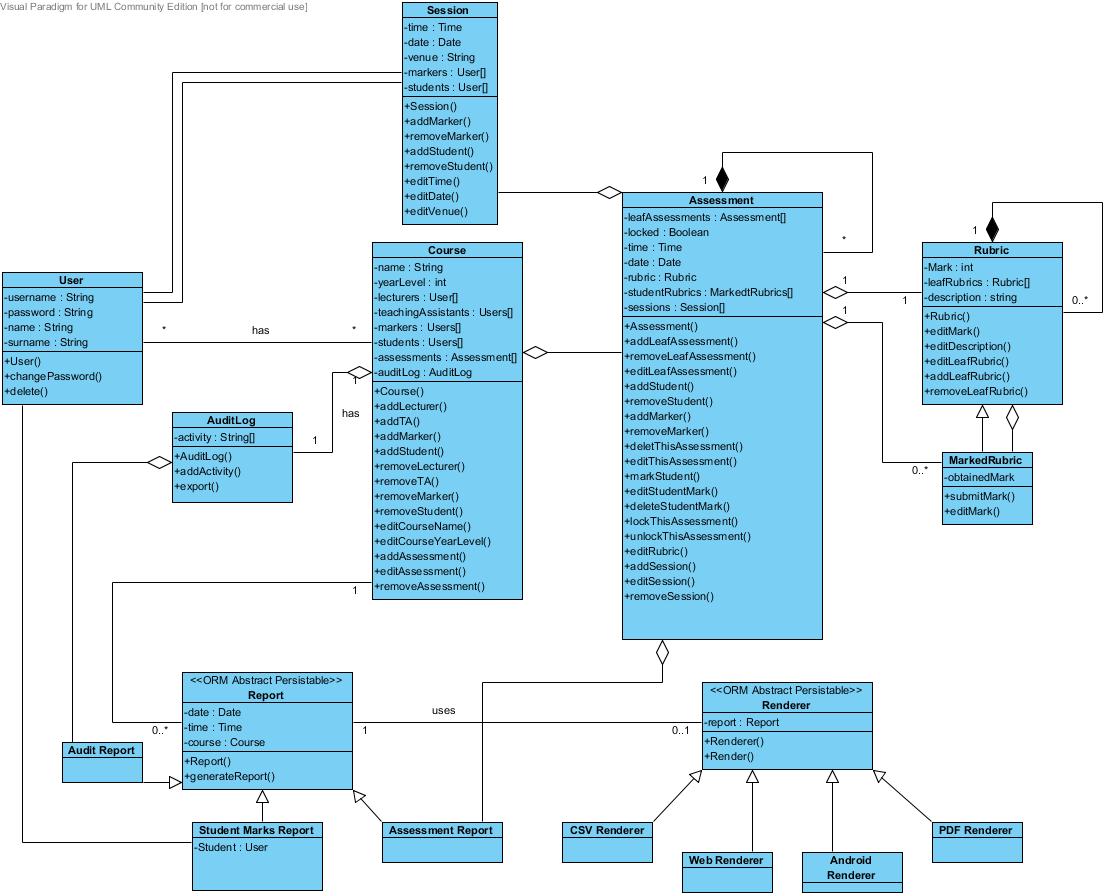 Visual Paradigm for UML Community Edition [not for commercial use]
Session
-time : Time
-date : Date
-venue : String
-markers : User[]
-students : User[]
+Session()
+addMarker()
+removeMarker()
+addStudent()
+removeStudent()
+editTime()
+editDate()
+editVenue()
User
-username : String
-password : String
-name : String
-surname : String
+User()
+changePassword()
+delete()
*
has
*
Course
-name : String
-yearLevel : int
-lecturers : User[]
-teachingAssistants : Users[]
-markers : Users[]
-students : Users[]
-assessments : Assessment[]
-auditLog : AuditLog
+Course()
+addLecturer()
+addTA()
+addMarker()
+addStudent()
+removeLecturer()
+removeTA()
+removeMarker()
+removeStudent()
+editCourseName()
+editCourseYearLevel()
+addAssessment()
+editAssessment()
+removeAssessment()
1
has
1
AuditLog
-activity : String[]
+AuditLog()
+addActivity()
+export()
1
*
Assessment
-leafAssessments : Assessment[]
-locked : Boolean
-time : Time
-date : Date
-rubric : Rubric
-studentRubrics : MarkedtRubrics[]
-sessions : Session[]
+Assessment()
+addLeafAssessment()
+removeLeafAssessment()
+editLeafAssessment()
+addStudent()
+removeStudent()
+addMarker()
+removeMarker()
+deletThisAssessment()
+editThisAssessment()
+markStudent()
+editStudentMark()
+deleteStudentMark()
+lockThisAssessment()
+unlockThisAssessment()
+editRubric()
+addSession()
+editSession()
+removeSession()
1
1
1
0..*
1
0..*
Rubric
-Mark : int
-leafRubrics : Rubric[]
-description : string
+Rubric()
+editMark()
+editDescription()
+editLeafRubric()
+addLeafRubric()
+removeLeafRubric()
MarkedRubric
-obtainedMark
+submitMark()
+editMark()
1
0..*
<<ORM Abstract Persistable>>
Report
-date : Date
-time : Time
-course : Course
+Report()
+generateReport()
1
uses
0..1
<<ORM Abstract Persistable>>
Renderer
-report : Report
+Renderer()
+Render()
Audit Report
Student Marks Report
-Student : User
Assessment Report
CSV Renderer
Web Renderer
Android
Renderer
PDF Renderer